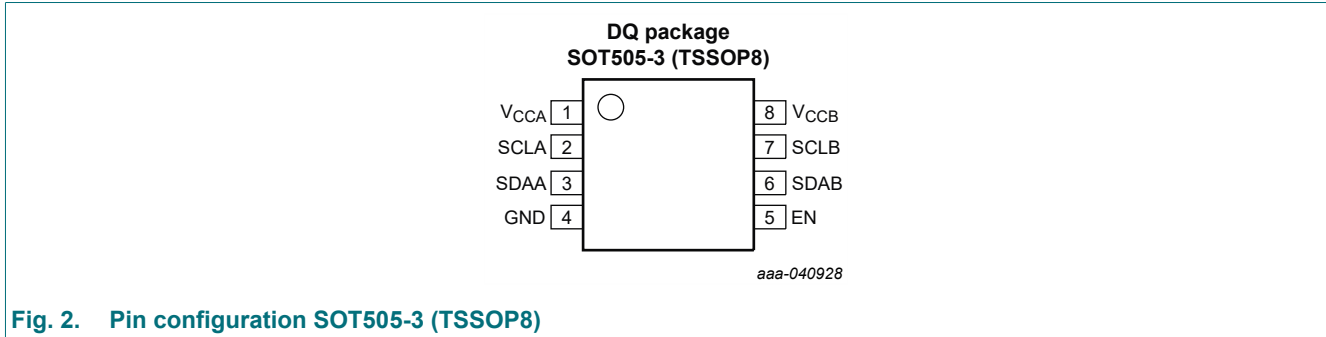 DQ package
SOT505-3 (TSSOP8)
VCCA 1 8 VCCB
SCLA 2 7 SCLB
SDAA 3 6 SDAB
GND 4 5 EN
aaa-040928
Fig. 2. Pin configuration SOT505-3 (TSSOP8)